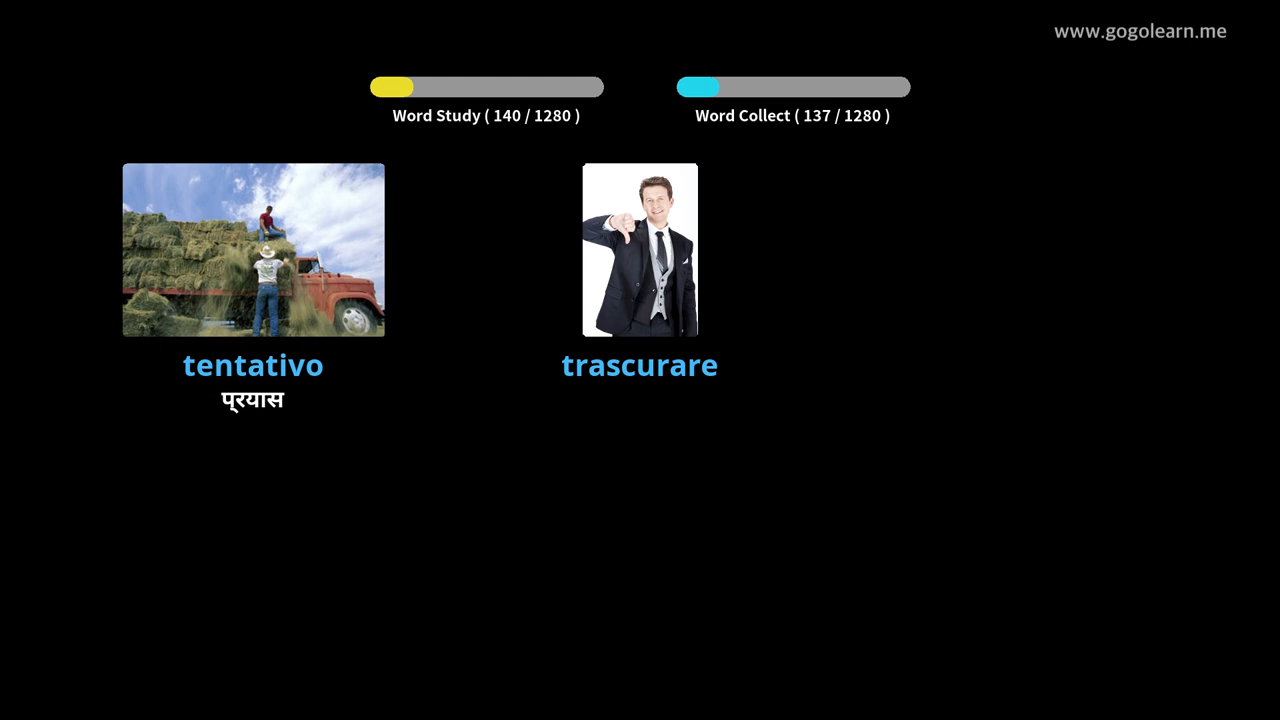 www.gogolearn.me
Word Study ( 140 / 1280 )
Word Collect ( 137 / 1280 )
tentativo
trascurare
प्रयास